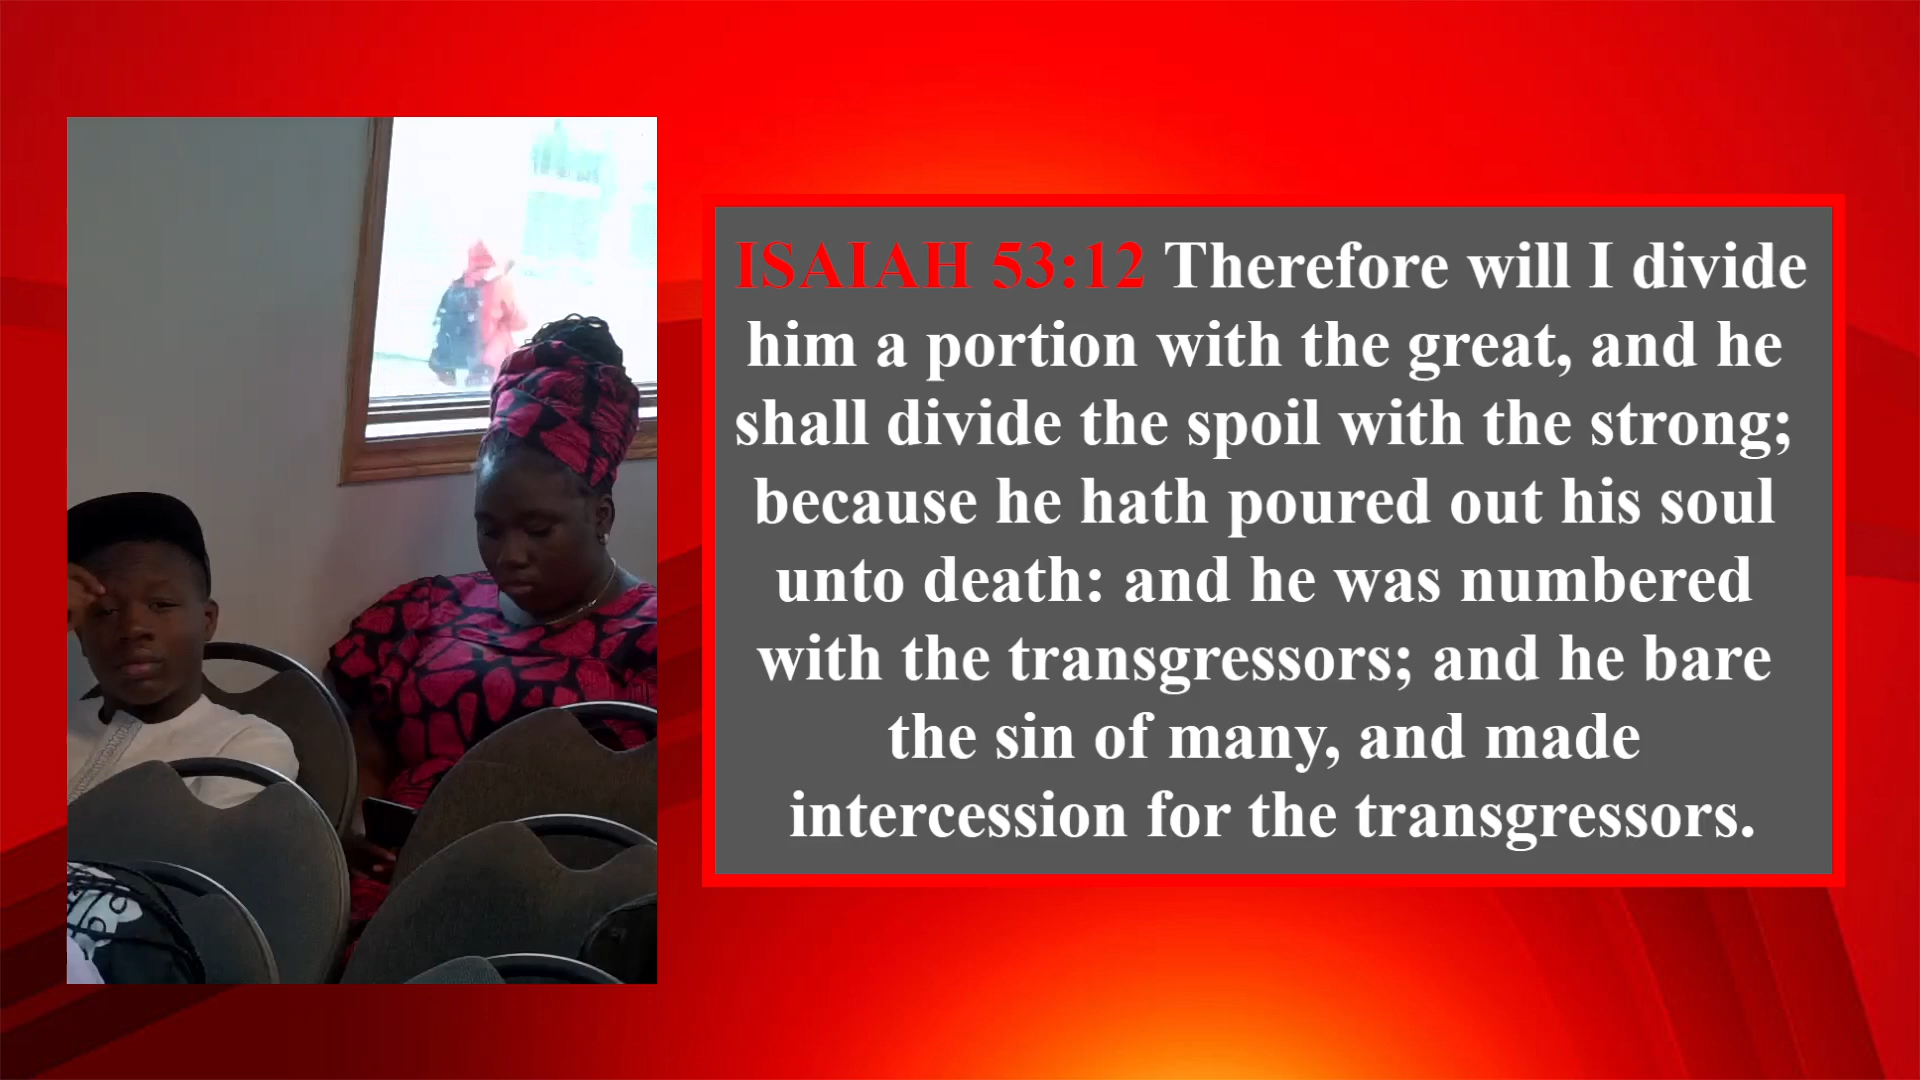 ISAIAH 53:12 Therefore will I divide
him a portion with the great, and he
shall divide the spoil with the strong;
because he hath poured out his soul
unto death: and he was numbered
with the transgressors; and he bare
the sin of many, and made
intercession for the transgressors.